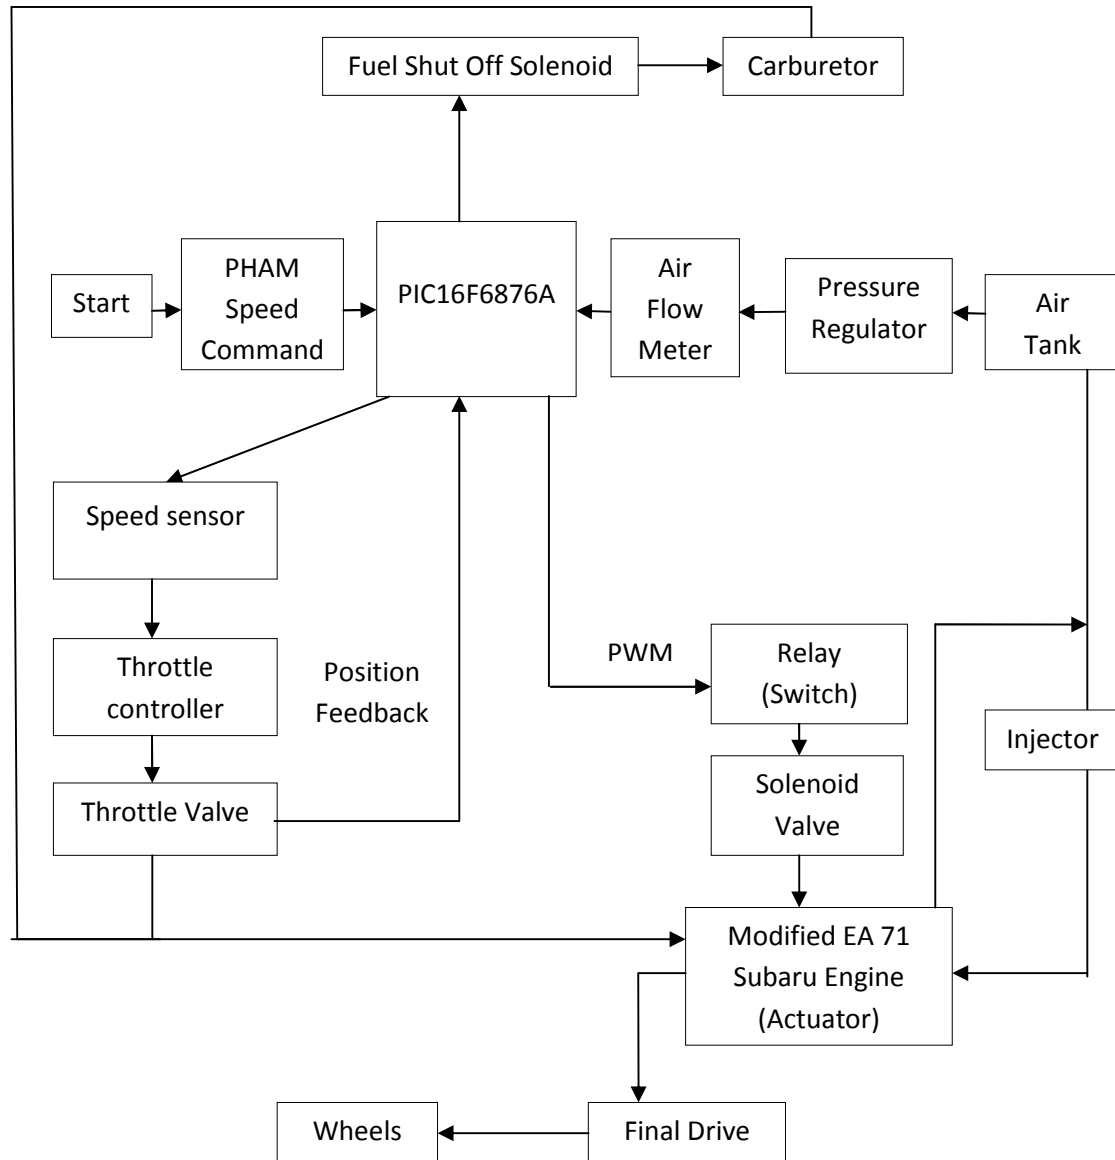 Fuel Shut Off Solenoid
Carburetor
Start
PHAM
Speed
Command
PIC16F6876A
Air
Flow
Meter
Pressure
Regulator
Air
Tank
Speed sensor
Throttle
controller
Position
Feedback
PWM
Relay
(Switch)
Injector
Throttle Valve
Solenoid
Valve
Modified EA 71
Subaru Engine
(Actuator)
Wheels
Final Drive